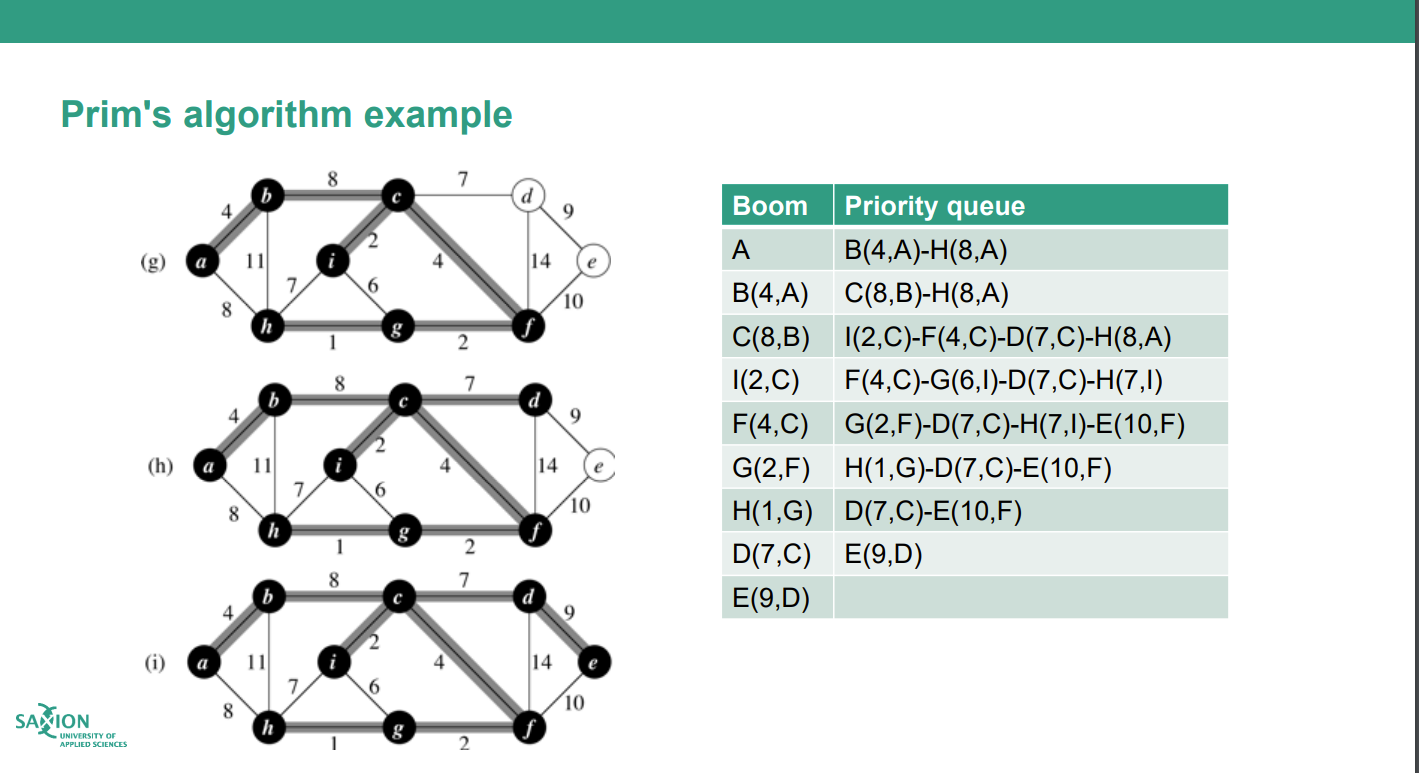 Prim's algorithm example
(g)
b 8 c 7 d
4 9
a 11 i 2 4 14 e
8 7 6 10
h 1 g 2 f
(h)
b 8 c 7 d
4 9
a 11 i 2 4 14 e
8 7 6 10
h 1 g 2 f
(i)
b 8 c 7 d
4 9
a 11 i 2 4 14 e
8 7 6 10
h 1 g 2 f
Boom Priority queue
A B(4,A)-H(8,A)
B(4,A) C(8,B)-H(8,A)
C(8,B) I(2,C)-F(4,C)-D(7,C)-H(8,A)
I(2,C) F(4,C)-G(6,I)-D(7,C)-H(7,I)
F(4,C) G(2,F)-D(7,C)-H(7,I)-E(10,F)
G(2,F) H(1,G)-D(7,C)-E(10,F)
H(1,G) D(7,C)-E(10,F)
D(7,C) E(9,D)
E(9,D)
SAXION
UNIVERSITY OF
APPLIED SCIENCES